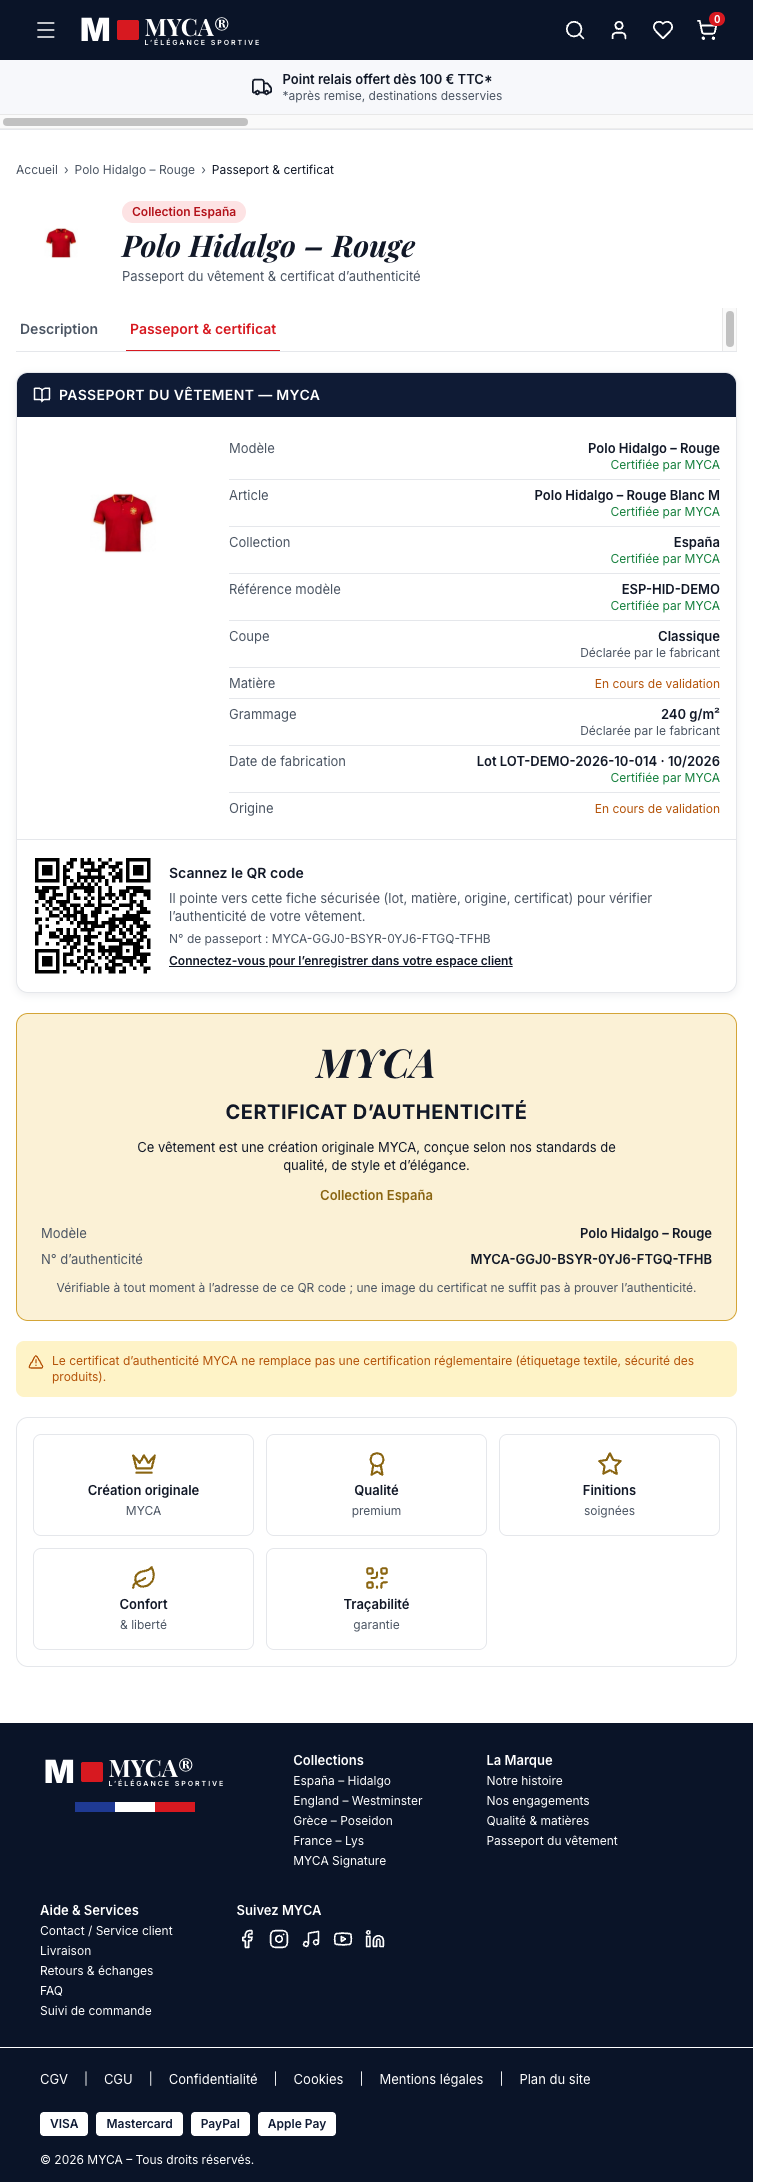 M MYCA®
L'ÉLÉGANCE SPORTIVE
0
Point relais offert dès 100 € TTC*
*après remise, destinations desservies
Accueil › Polo Hidalgo – Rouge › Passeport & certificat
Collection España
Polo Hidalgo – Rouge
Passeport du vêtement & certificat d’authenticité
Description
Passeport & certificat
PASSEPORT DU VÊTEMENT — MYCA
Modèle
Polo Hidalgo – Rouge
Certifiée par MYCA
Article
Polo Hidalgo – Rouge Blanc M
Certifiée par MYCA
Collection
España
Certifiée par MYCA
Référence modèle
ESP-HID-DEMO
Certifiée par MYCA
Coupe
Classique
Déclarée par le fabricant
Matière
En cours de validation
Grammage
240 g/m²
Déclarée par le fabricant
Date de fabrication
Lot LOT-DEMO-2026-10-014 · 10/2026
Certifiée par MYCA
Origine
En cours de validation
Scannez le QR code
Il pointe vers cette fiche sécurisée (lot, matière, origine, certificat) pour vérifier
l’authenticité de votre vêtement.
N° de passeport : MYCA-GGJ0-BSYR-0YJ6-FTGQ-TFHB
Connectez-vous pour l’enregistrer dans votre espace client
MYCA
CERTIFICAT D’AUTHENTICITÉ
Ce vêtement est une création originale MYCA, conçue selon nos standards de
qualité, de style et d’élégance.
Collection España
Modèle
Polo Hidalgo – Rouge
N° d’authenticité
MYCA-GGJ0-BSYR-0YJ6-FTGQ-TFHB
Vérifiable à tout moment à l’adresse de ce QR code ; une image du certificat ne suffit pas à prouver l’authenticité.
Le certificat d’authenticité MYCA ne remplace pas une certification réglementaire (étiquetage textile, sécurité des
produits).
Création originale
MYCA
Qualité
premium
Finitions
soignées
Confort
& liberté
Traçabilité
garantie
M MYCA®
L'ÉLÉGANCE SPORTIVE
Collections
España – Hidalgo
England – Westminster
Grèce – Poseidon
France – Lys
MYCA Signature
La Marque
Notre histoire
Nos engagements
Qualité & matières
Passeport du vêtement
Aide & Services
Contact / Service client
Livraison
Retours & échanges
FAQ
Suivi de commande
Suivez MYCA
CGV | CGU | Confidentialité | Cookies | Mentions légales | Plan du site
VISA
Mastercard
PayPal
Apple Pay
© 2026 MYCA – Tous droits réservés.